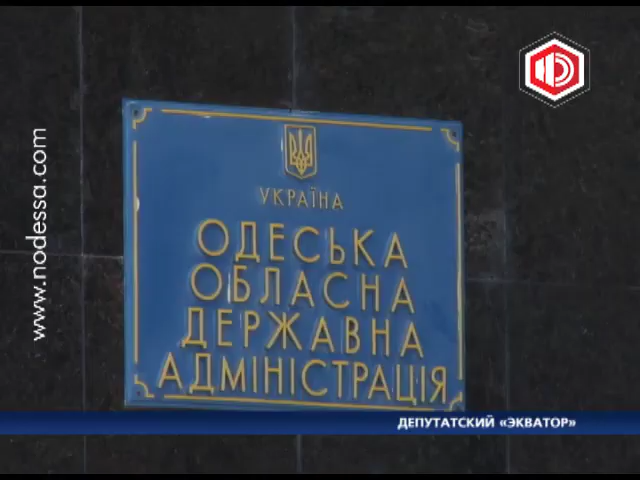 www.nodessa.com
УКРАЇНА
ОДЕСЬКА
ОБЛАСНА
ДЕРЖАВНА
АДМІНІСТРАЦІЯ
ДЕПУТАТСКИЙ «ЭКВАТОР»